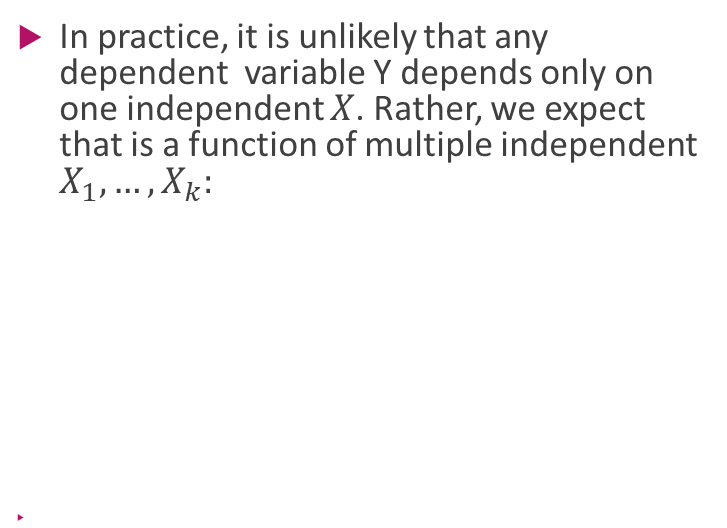 In practice, it is unlikely that any
dependent variable Y depends only on
one independent X. Rather, we expect
that is a function of multiple independent
X₁, … , Xₖ: